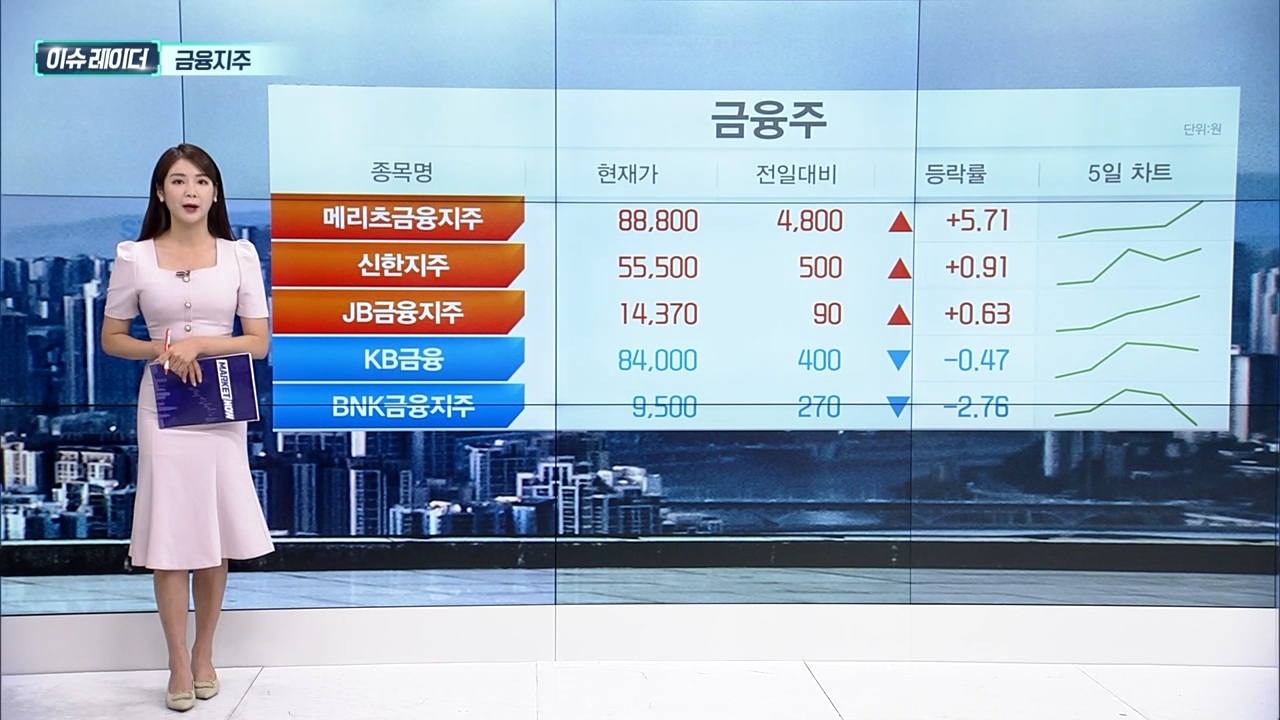 이슈 레이더 금융지주
금융주
단위:원
종목명 현재가 전일대비 등락률 5일 차트
메리츠금융지주 88,800 4,800 ▲ +5.71
신한지주 55,500 500 ▲ +0.91
JB금융지주 14,370 90 ▲ +0.63
KB금융 84,000 400 ▼ -0.47
BNK금융지주 9,500 270 ▼ -2.76
MARKET NOW